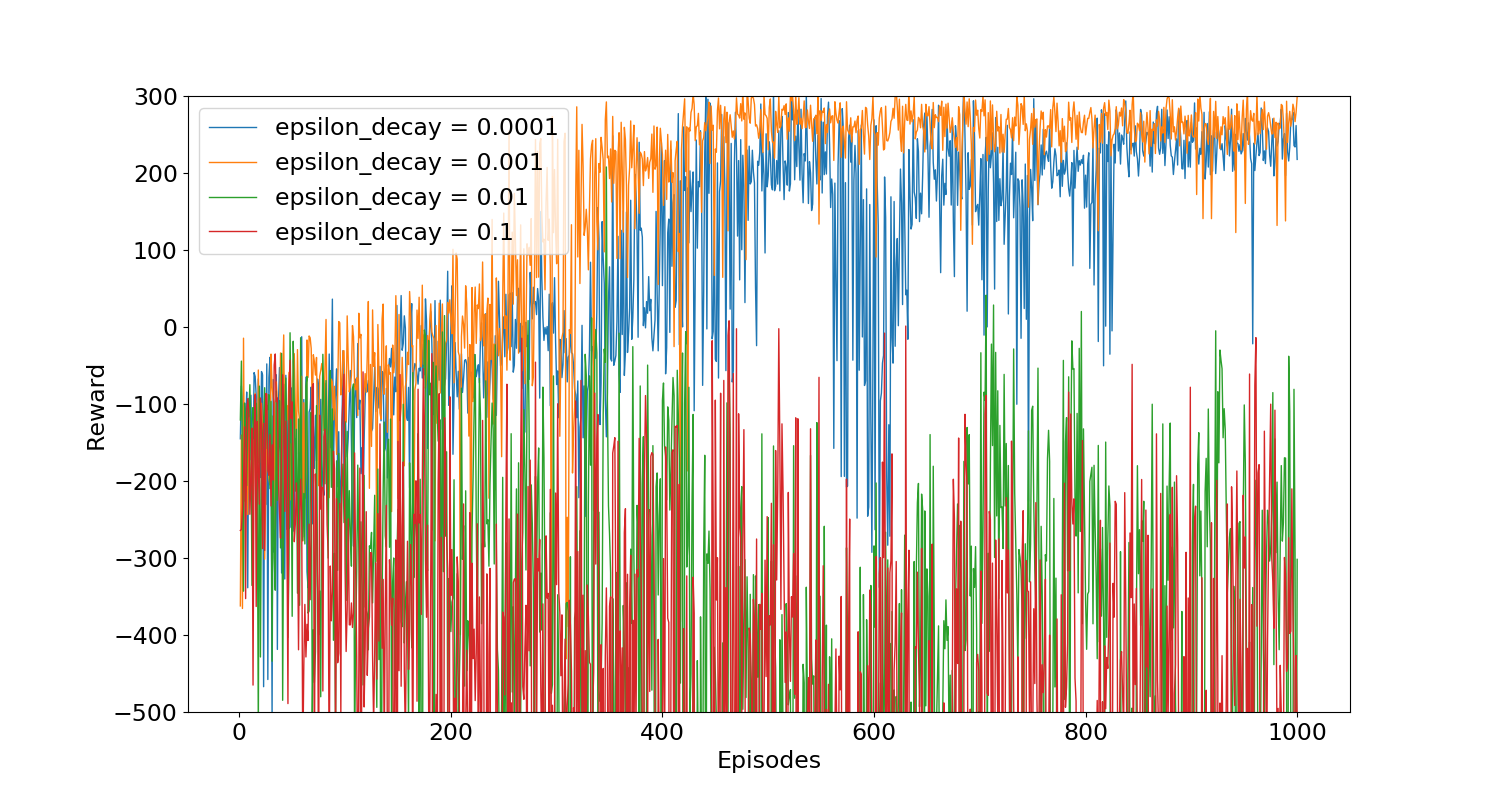 300
200
100
0
−100
−200
−300
−400
−500
Reward
epsilon_decay = 0.0001
epsilon_decay = 0.001
epsilon_decay = 0.01
epsilon_decay = 0.1
0 200 400 600 800 1000
Episodes